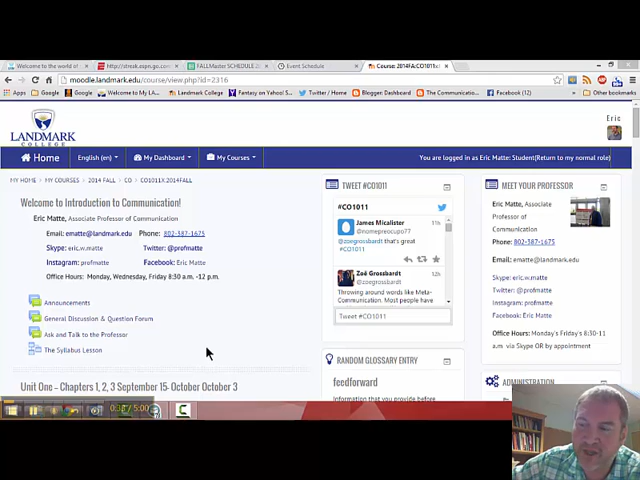 Welcome to the world of
http://streak.espn.go.com
FALLMaster SCHEDULE
Event Schedule
Course: 2014FA:CO1011
moodle.landmark.edu/course/view.php?id=2316
Google
Google
Welcome to My LA...
Landmark College
Fantasy on Yahoo! S...
Twitter / Home
Blogger: Dashboard
The Communicatio...
Facebook (12)
Other bookmarks
Eric
LANDMARK
COLLEGE
Home
English (en)
My Dashboard
My Courses
You are logged in as Eric Matte: Student(Return to my normal role)
MY HOME
MY COURSES
2014 FALL
CO
CO1011X.2014FALL
Welcome to Introduction to Communication!
Eric Matte, Associate Professor of Communication
Email: ematte@landmark.edu Phone: 802-387-1675
Skype: eric.w.matte Twitter: @profmatte
Instagram: profmatte Facebook: Eric Matte
Office Hours: Monday, Wednesday, Friday 8:30 a.m. -12 p.m.
Announcements
General Discussion & Question Forum
Ask and Talk to the Professor
The Syllabus Lesson
Unit One – Chapters 1, 2, 3 September 15- October October 3
TWEET #CO1011
#CO1011
James Micalister 11h
@nomepreocupo77
@zoegrossbardt that's great
#CO1011
Zoë Grossbardt 12h
@zoegrossbardt
Throwing around words like Meta-
Communication. Most people have
Tweet #CO1011
RANDOM GLOSSARY ENTRY
feedforward
Information that you provide before
MEET YOUR PROFESSOR
Eric Matte,
Associate
Professor of
Communication
Phone: 802-387-1675
Email: ematte@landmark.edu
Skype: eric.w.matte
Twitter: @profmatte
Instagram: profmatte
Facebook: Eric Matte
Office Hours: Monday's Friday's 8:30-11
a.m via Skype OR by appointment
ADMINISTRATION
5:00